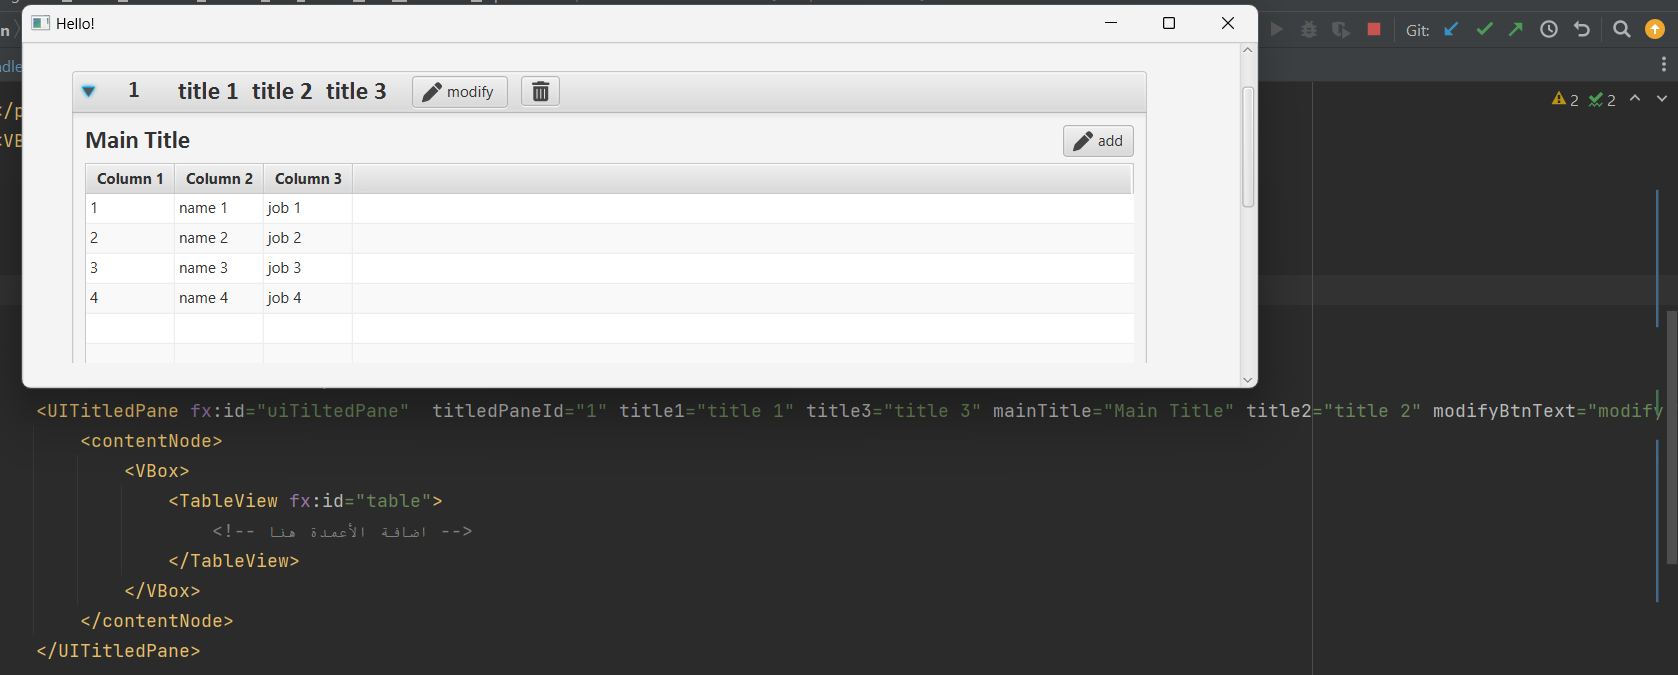 Hello!
Git:
1 title 1 title 2 title 3 modify
2 2
Main Title add
Column 1 Column 2 Column 3
1 name 1 job 1
2 name 2 job 2
3 name 3 job 3
4 name 4 job 4
<UITitledPane fx:id="uiTiltedPane" titledPaneId="1" title1="title 1" title3="title 3" mainTitle="Main Title" title2="title 2" modifyBtnText="modify
<contentNode>
<VBox>
<TableView fx:id="table">
<!-- اضافة الأعمدة هنا -->
</TableView>
</VBox>
</contentNode>
</UITitledPane>